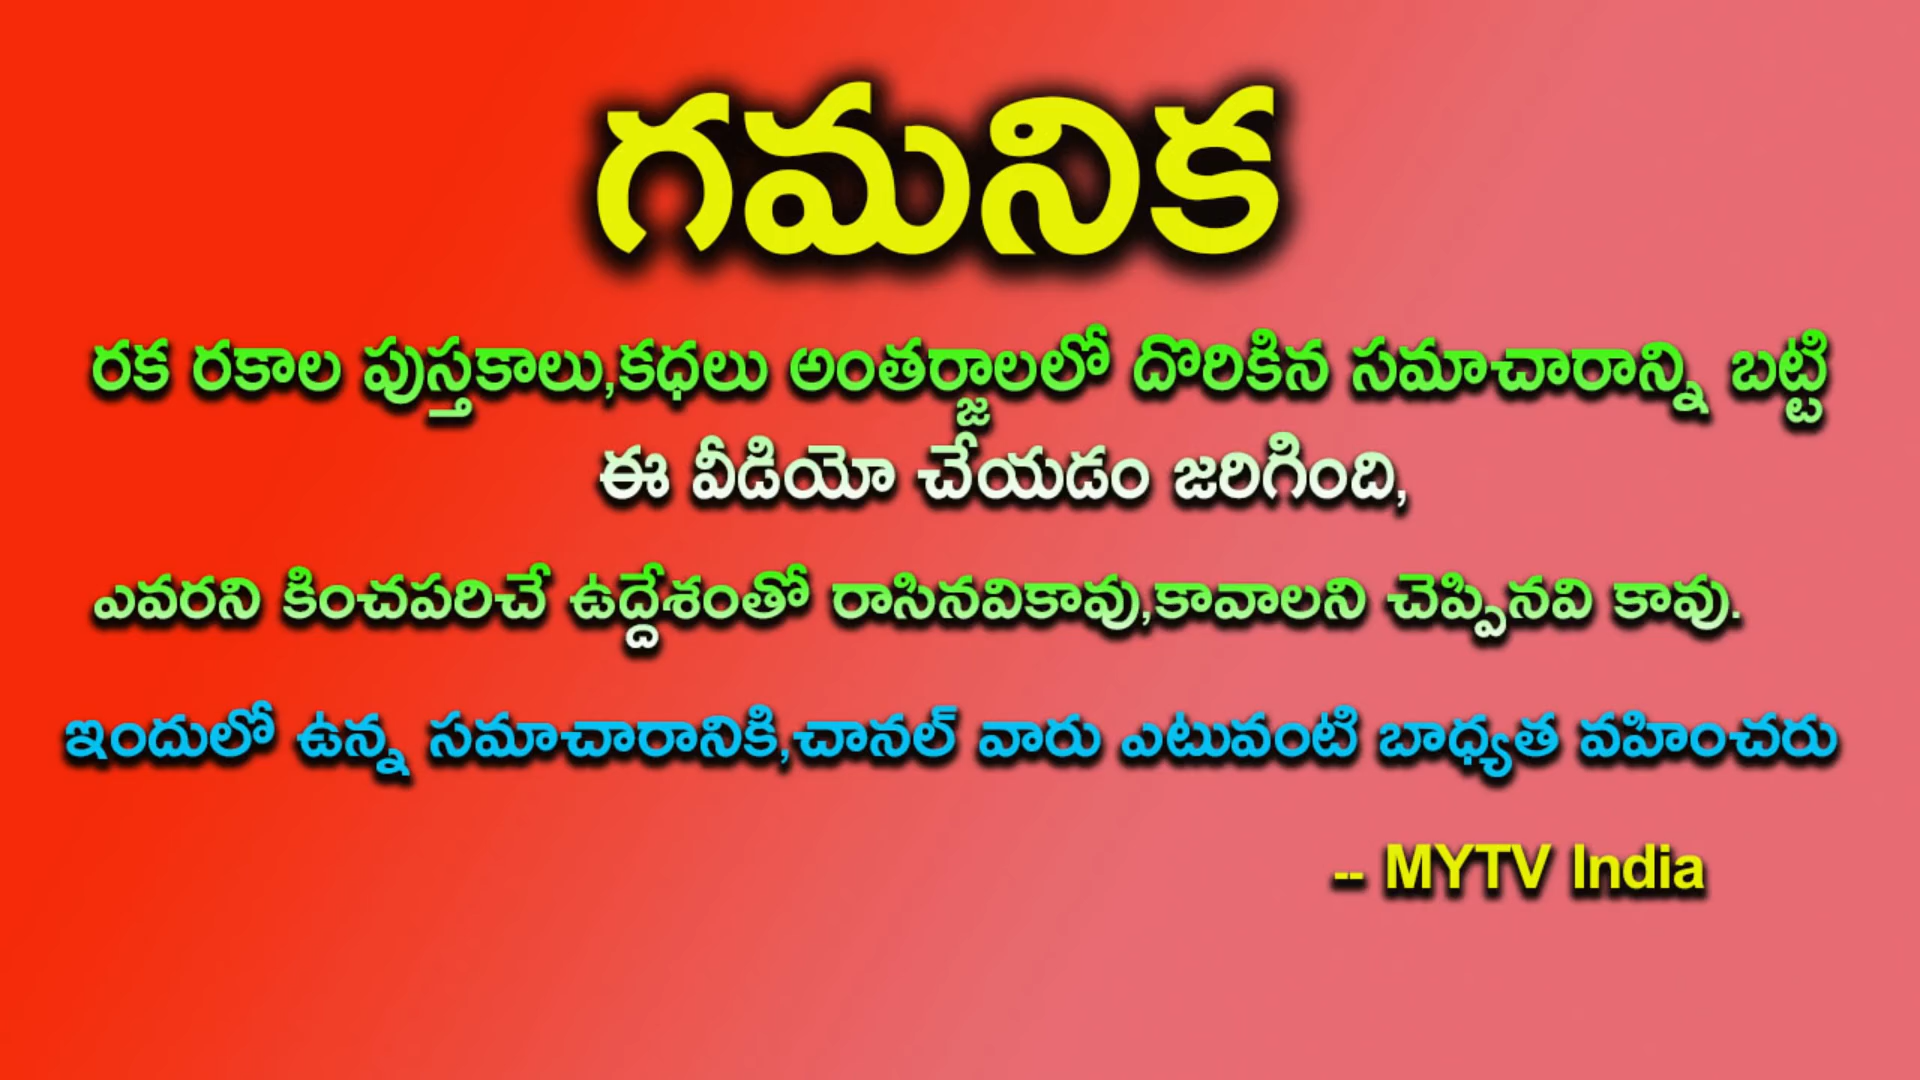 గమనిక
రక రకాల పుస్తకాలు,కధలు అంతర్జాలలో దొరికిన సమాచారాన్ని బట్టి
ఈ వీడియో చేయడం జరిగింది,
ఎవరని కించపరిచే ఉద్దేశంతో రాసినవికావు,కావాలని చెప్పినవి కావు.
ఇందులో ఉన్న సమాచారానికి,చానల్ వారు ఎటువంటి బాధ్యత వహించరు
-- MYTV India